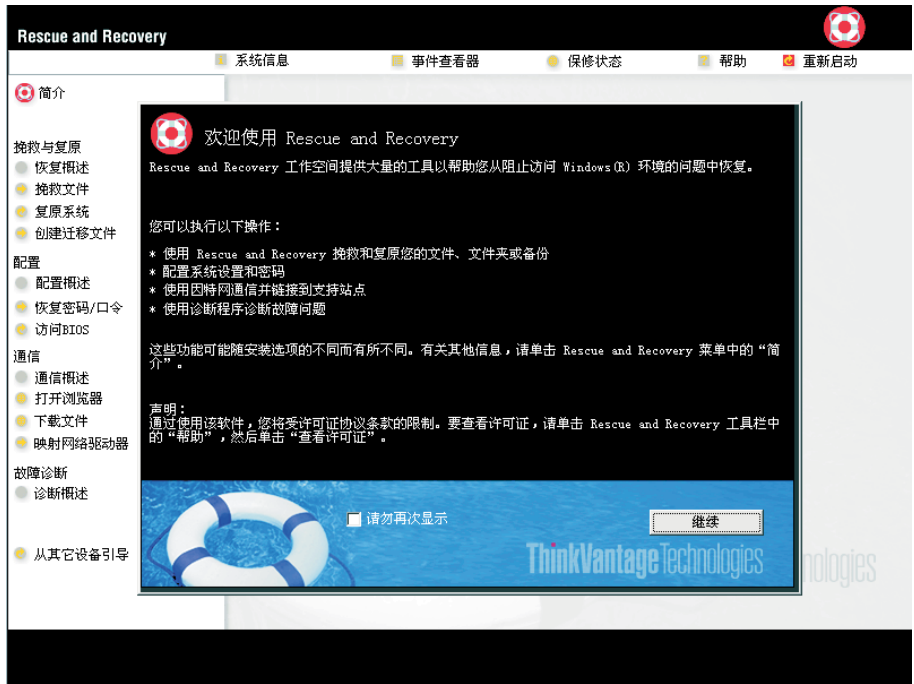 Rescue and Recovery
系统信息 事件查看器 保修状态 帮助 重新启动
简介
挽救与复原
恢复概述
挽救文件
复原系统
创建迁移文件
配置
配置概述
恢复密码/口令
访问BIOS
通信
通信概述
打开浏览器
下载文件
映射网络驱动器
故障诊断
诊断概述
从其它设备引导
欢迎使用 Rescue and Recovery
Rescue and Recovery 工作空间提供大量的工具以帮助您从阻止访问 Windows(R) 环境的问题中恢复。
您可以执行以下操作：
* 使用 Rescue and Recovery 挽救和复原您的文件、文件夹或备份
* 配置系统设置和密码
* 使用因特网通信并链接到支持站点
* 使用诊断程序诊断故障问题
这些功能可能随安装选项的不同而有所不同。有关其他信息，请单击 Rescue and Recovery 菜单中的“简
介”。
声明：
通过使用该软件，您将受许可证协议条款的限制。要查看许可证，请单击 Rescue and Recovery 工具栏中
的“帮助”，然后单击“查看许可证”。
请勿再次显示
继续
ThinkVantage Technologies
nologies